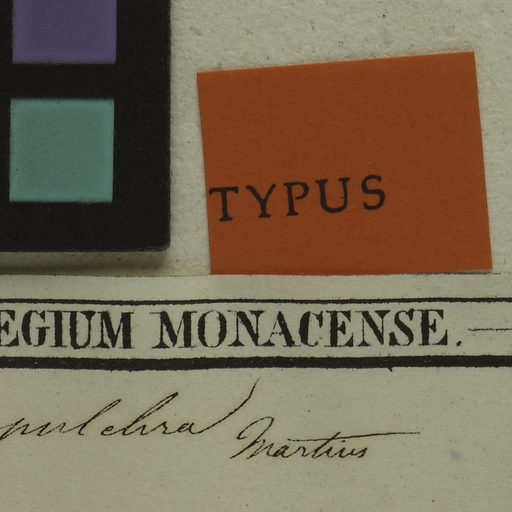 TYPUS
EGIUM MONACENSE.
pulchra Martius